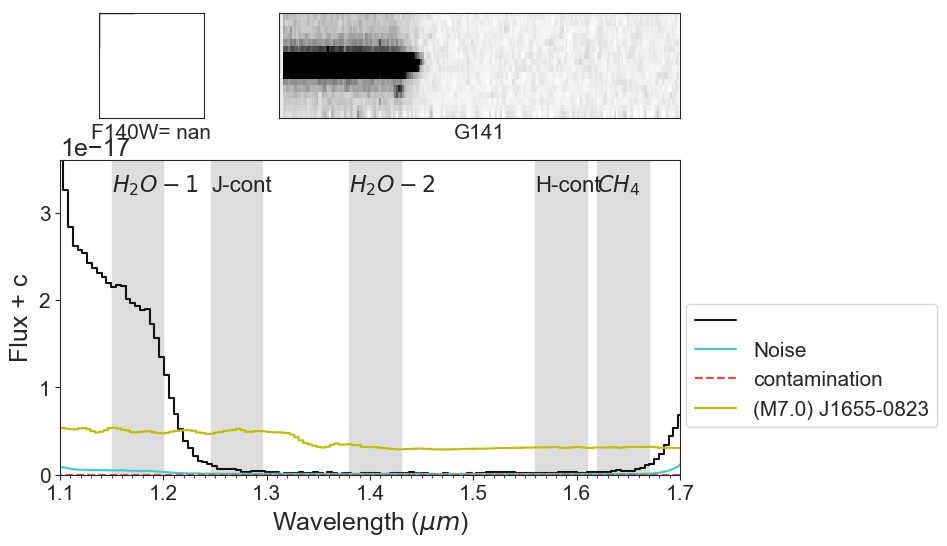 F140W= nan
G141
1e−17
H₂O − 1
J-cont
H₂O − 2
H-cont
CH₄
3
2
1
0
Flux + c
1.1 1.2 1.3 1.4 1.5 1.6 1.7
Wavelength (μm)
Noise
contamination
(M7.0) J1655-0823